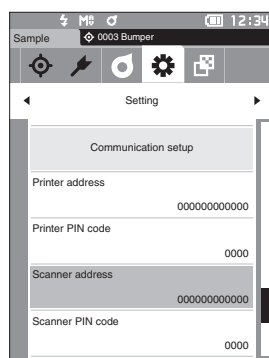 12:34
Sample
0003 Bumper
Setting
Communication setup
Printer address
000000000000
Printer PIN code
0000
Scanner address
000000000000
Scanner PIN code
0000